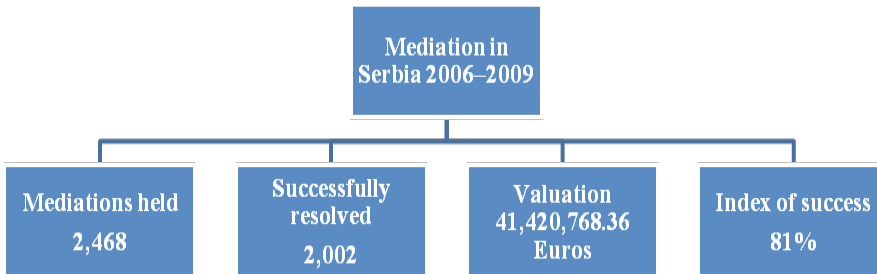 Mediation in
Serbia 2006–2009
Mediations held
2,468
Successfully
resolved
2,002
Valuation
41,420,768.36
Euros
Index of success
81%